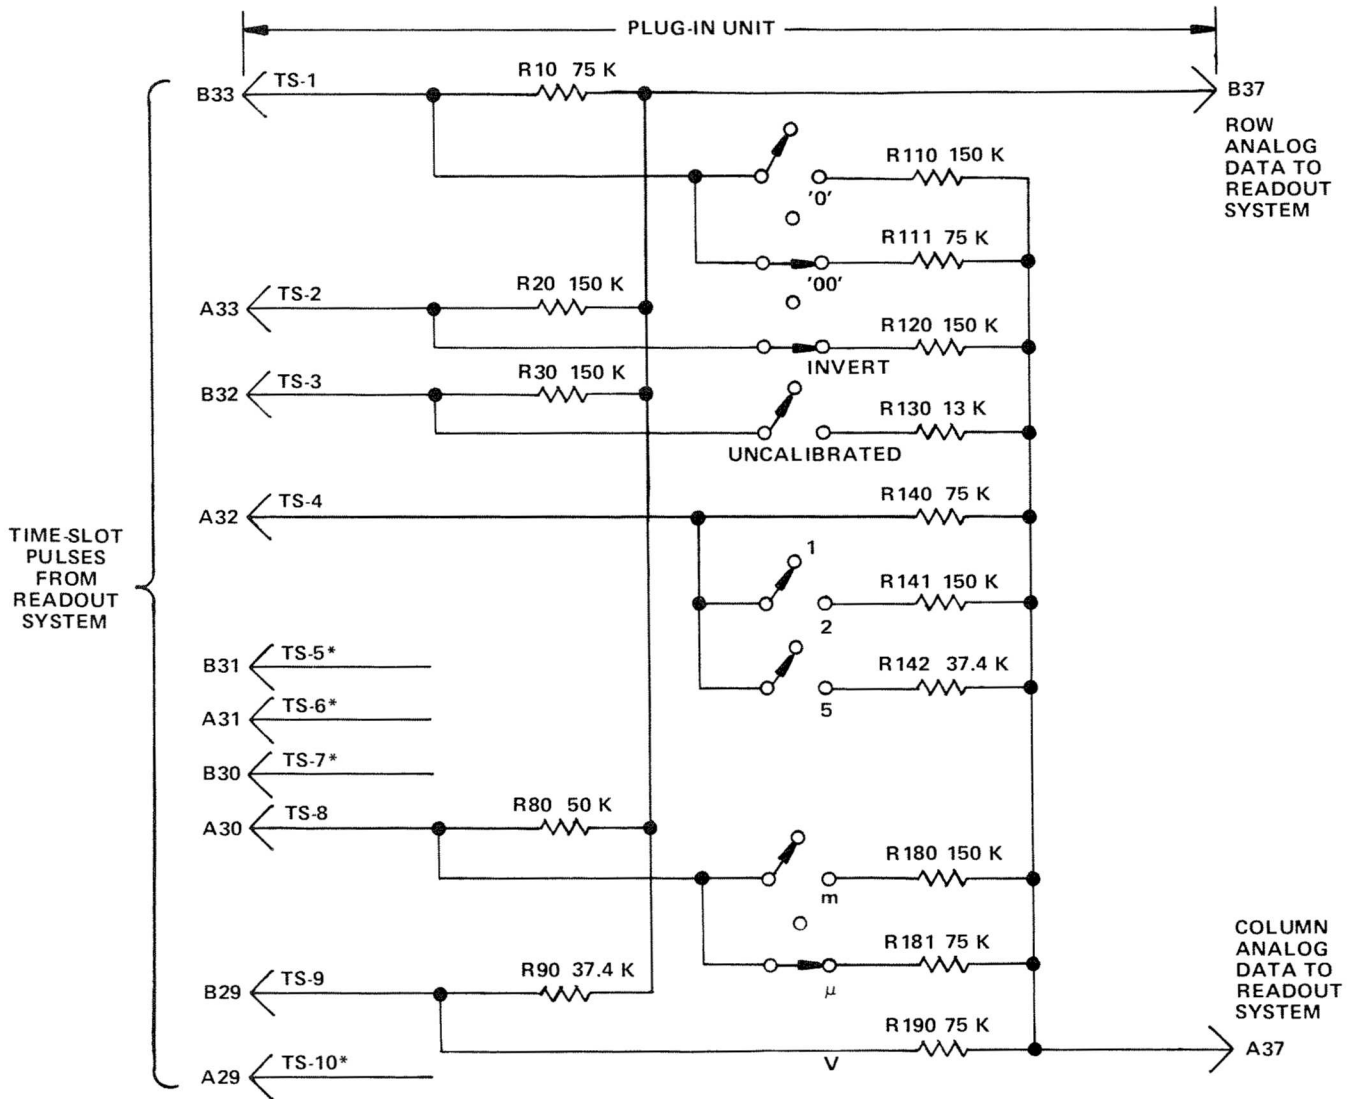 PLUG-IN UNIT
B33 TS-1 R10 75 K B37
ROW
ANALOG
DATA TO
READOUT
SYSTEM
R110 150 K
'0'
R111 75 K
'00'
A33 TS-2 R20 150 K
R120 150 K
INVERT
B32 TS-3 R30 150 K
R130 13 K
UNCALIBRATED
A32 TS-4 R140 75 K
TIME-SLOT
PULSES
FROM
READOUT
SYSTEM
1
R141 150 K
2
B31 TS-5*
R142 37.4 K
5
A31 TS-6*
B30 TS-7*
A30 TS-8 R80 50 K
R180 150 K
m
R181 75 K
μ
B29 TS-9 R90 37.4 K
COLUMN
ANALOG
DATA TO
READOUT
SYSTEM
R190 75 K
V
A37
A29 TS-10*